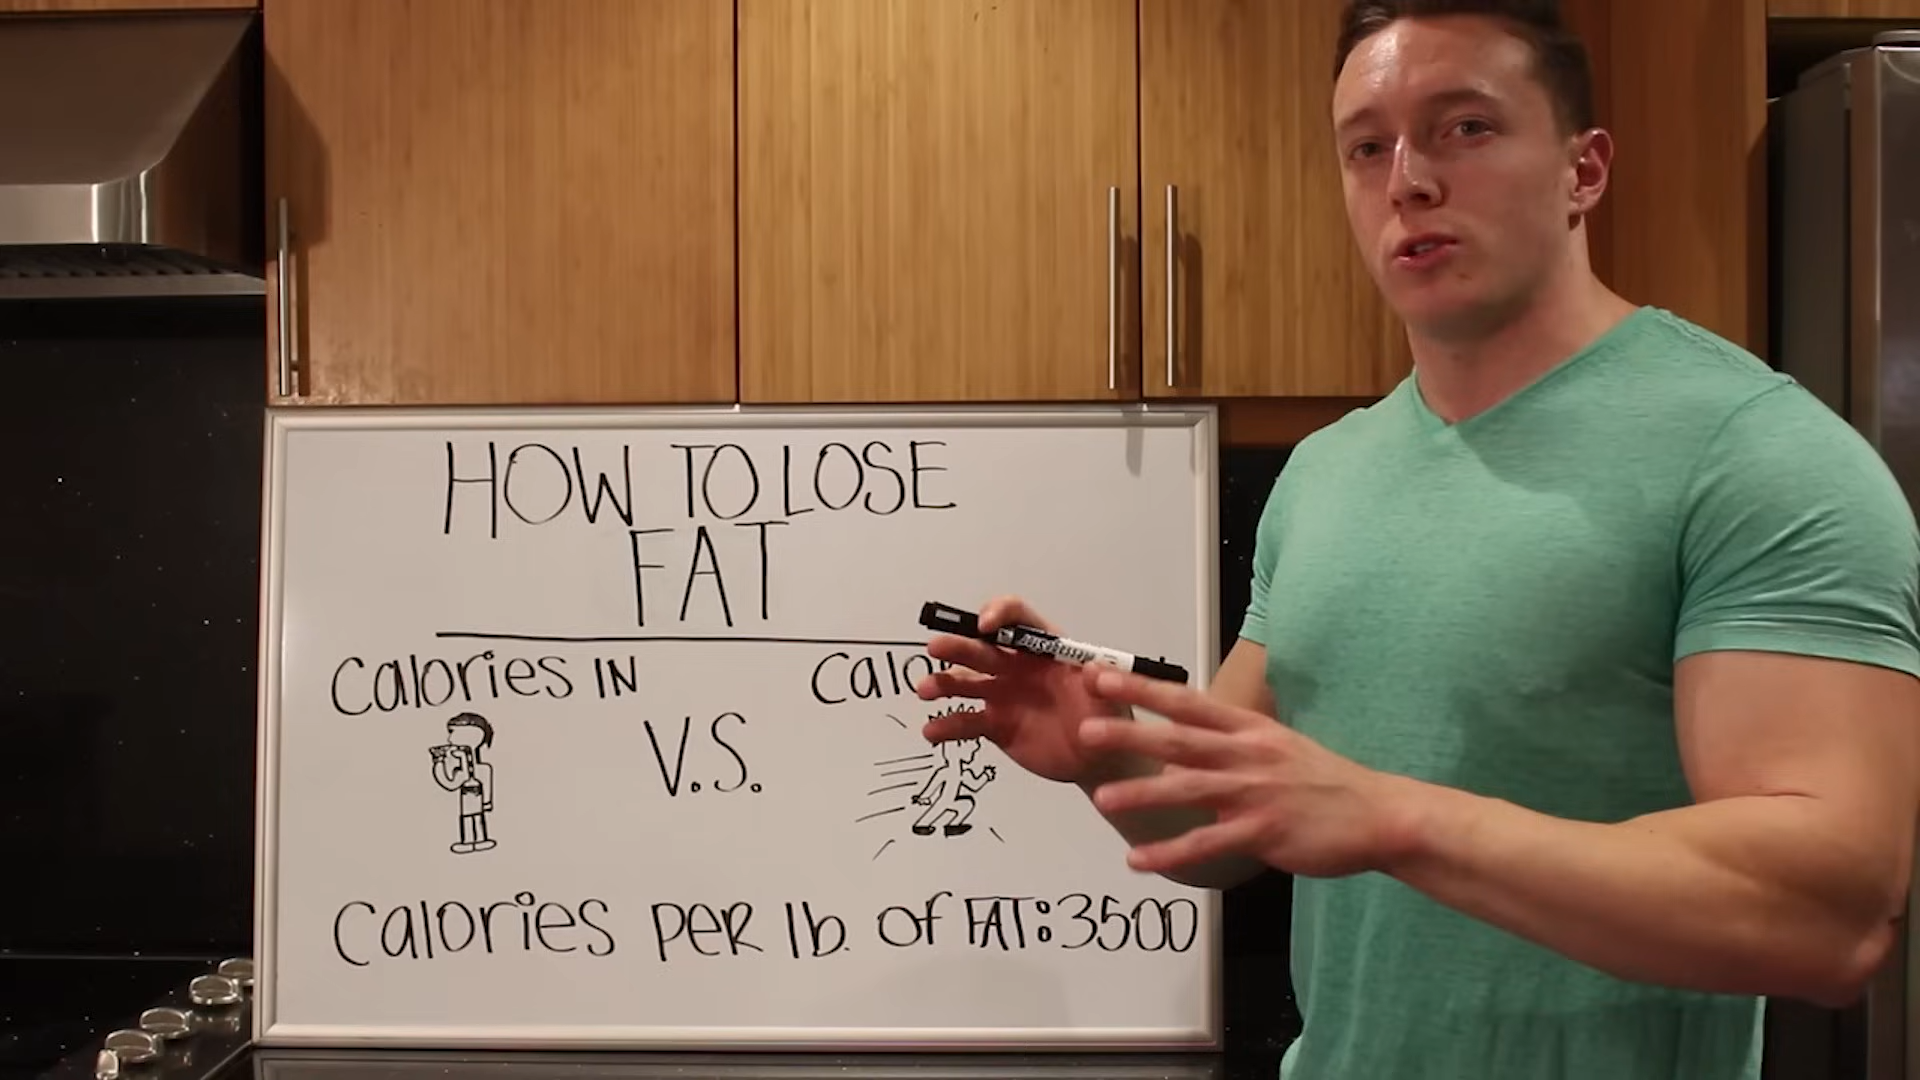 HOW TO LOSE
FAT
Calories IN
V.S.
Calories per lb. of FAT: 3500